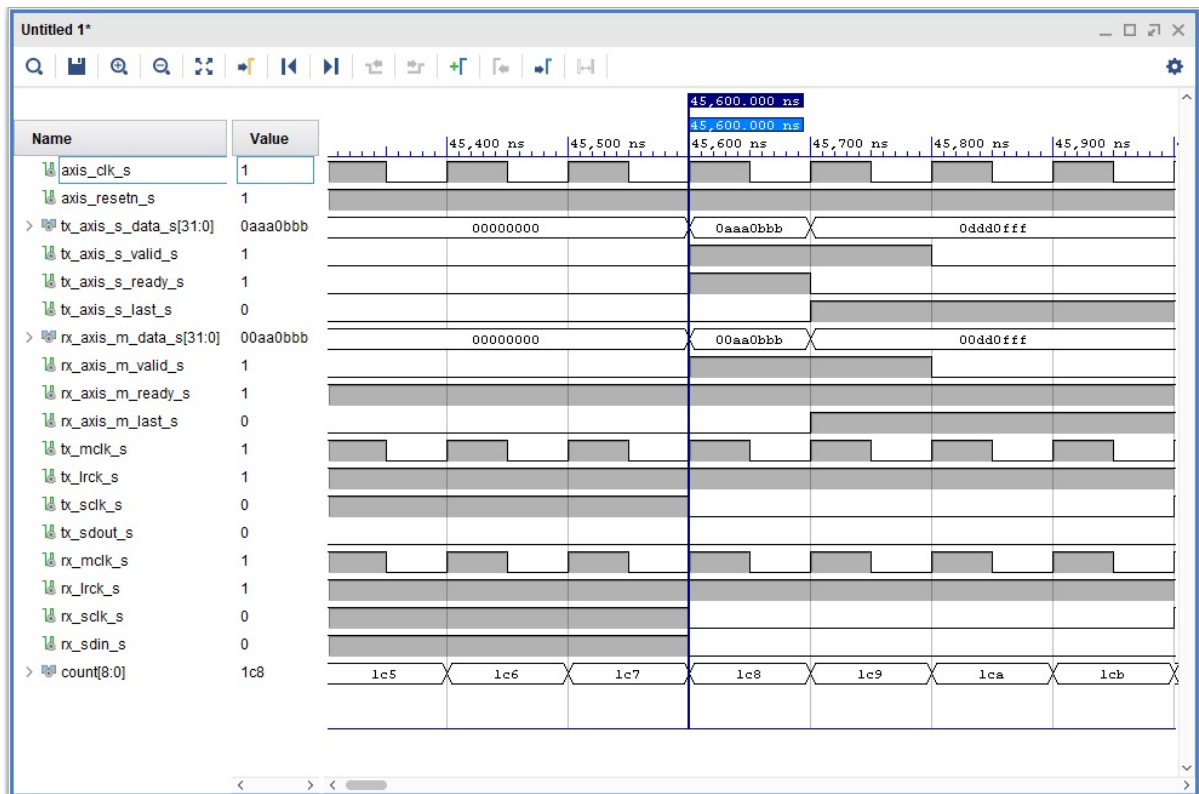 Untitled 1*
45,600.000 ns
45,600.000 ns
Name Value
45,400 ns 45,500 ns 45,600 ns 45,700 ns 45,800 ns 45,900 ns
axis_clk_s 1
axis_resetn_s 1
tx_axis_s_data_s[31:0] 0aaa0bbb 00000000 0aaa0bbb 0ddd0fff
tx_axis_s_valid_s 1
tx_axis_s_ready_s 1
tx_axis_s_last_s 0
rx_axis_m_data_s[31:0] 00aa0bbb 00000000 00aa0bbb 00dd0fff
rx_axis_m_valid_s 1
rx_axis_m_ready_s 1
rx_axis_m_last_s 0
tx_mclk_s 1
tx_lrck_s 1
tx_sclk_s 0
tx_sdout_s 0
rx_mclk_s 1
rx_lrck_s 1
rx_sclk_s 0
rx_sdin_s 0
count[8:0] 1c8 1c5 1c6 1c7 1c8 1c9 1ca 1cb